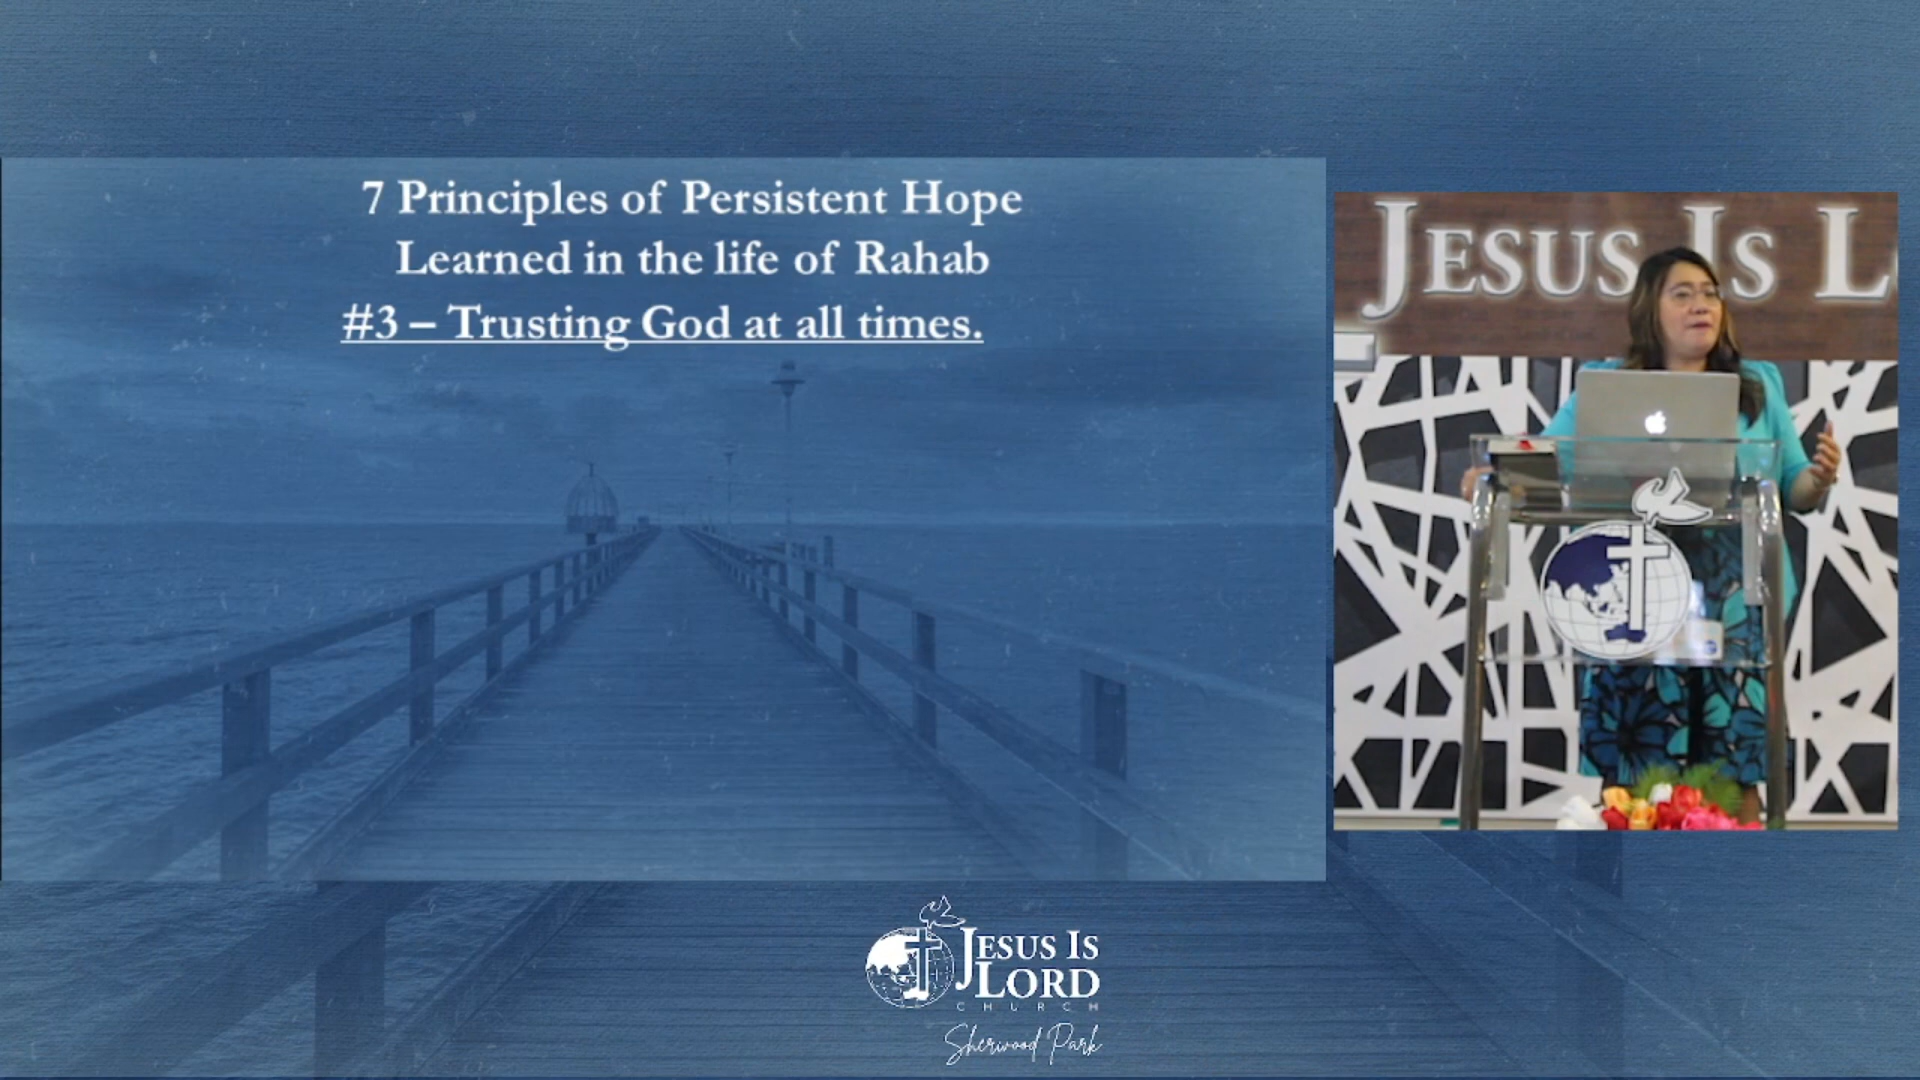 7 Principles of Persistent Hope
Learned in the life of Rahab
#3 – Trusting God at all times.
JESUS IS L
JESUS IS
LORD
CHURCH
Sherwood Park